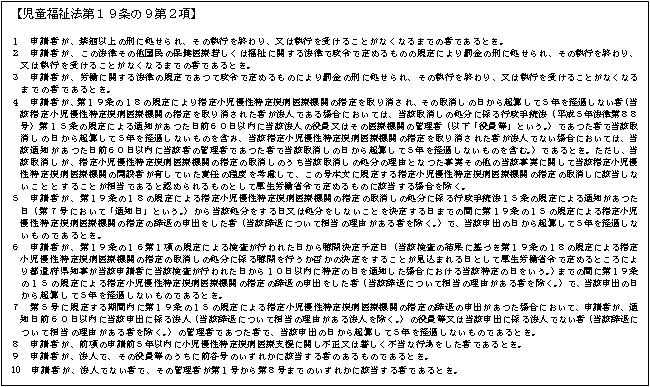 【児童福祉法第１９条の９第２項】
１　申請者が、禁錮以上の刑に処せられ、その執行を終わり、又は執行を受けることがなくなるまでの者であるとき。
２　申請者が、この法律その他国民の保健医療若しくは福祉に関する法律で政令で定めるものの規定により罰金の刑に処せられ、その執行を終わり、
又は執行を受けることがなくなるまでの者であるとき。
３　申請者が、労働に関する法律の規定であつて政令で定めるものにより罰金の刑に処せられ、その執行を終わり、又は執行を受けることがなくなる
までの者であるとき。
４　申請者が、第１９条の１８の規定により指定小児慢性特定疾病医療機関の指定を取り消され、その取消しの日から起算して５年を経過しない者（当
該指定小児慢性特定疾病医療機関の指定を取り消された者が法人である場合においては、当該取消しの処分に係る行政手続法（平成５年法律第８８
号）第１５条の規定による通知があつた日前６０日以内に当該法人の役員又はその医療機関の管理者（以下「役員等」という。）であつた者で当該取
消しの日から起算して５年を経過しないものを含み、当該指定小児慢性特定疾病医療機関の指定を取り消された者が法人でない場合においては、当
該通知があつた日前６０日以内に当該者の管理者であつた者で当該取消しの日から起算して５年を経過しないものを含む。）であるとき。ただし、当
該取消しが、指定小児慢性特定疾病医療機関の指定の取消しのうち当該取消しの処分の理由となつた事実その他の当該事実に関して当該指定小児慢
性特定疾病医療機関の開設者が有していた責任の程度を考慮して、この号本文に規定する指定小児慢性特定疾病医療機関の指定の取消しに該当しな
いこととすることが相当であると認められるものとして厚生労働省令で定めるものに該当する場合を除く。
５　申請者が、第１９条の１８の規定による指定小児慢性特定疾病医療機関の指定の取消しの処分に係る行政手続法１５条の規定による通知があつた
日（第７号において「通知日」という。）から当該処分をする日又は処分をしないことを決定する日までの間に第１９条の１５の規定による指定小児
慢性特定疾病医療機関の指定の辞退の申出をした者（当該辞退について相当の理由がある者を除く。）で、当該申出の日から起算して５年を経過しな
いものであるとき。
６　申請者が、第１９条の１６第１項の規定による検査が行われた日から聴聞決定予定日（当該検査の結果に基づき第１９条の１８の規定による指定
小児慢性特定疾病医療機関の指定の取消しの処分に係る聴聞を行うか否かの決定をすることが見込まれる日として厚生労働省令で定めるところによ
り都道府県知事が当該申請者に当該検査が行われた日から１０日以内に特定の日を通知した場合における当該特定の日をいう。）までの間に第１９条
の１５の規定による指定小児慢性特定疾病医療機関の指定の辞退の申出をした者（当該辞退について相当の理由がある者を除く。）で、当該申出の日
から起算して５年を経過しないものであるとき。
７　第５号に規定する期間内に第１９条の１５の規定による指定小児慢性特定疾病医療機関の指定の辞退の申出があつた場合において、申請者が、通
知日前６０日以内に当該申出に係る法人（当該辞退について相当の理由がある法人を除く。）の役員等又は当該申出に係る法人でない者（当該辞退に
ついて相当の理由がある者を除く。）の管理者であつた者で、当該申出の日から起算して５年を経過しないものであるとき。
８　申請者が、前項の申請前５年以内に小児慢性特定疾病医療支援に関し不正又は著しく不当な行為をした者であるとき。
９　申請者が、法人で、その役員等のうちに前各号のいずれかに該当する者のあるものであるとき。
10　申請者が、法人でない者で、その管理者が第１号から第８号までのいずれかに該当する者であるとき。